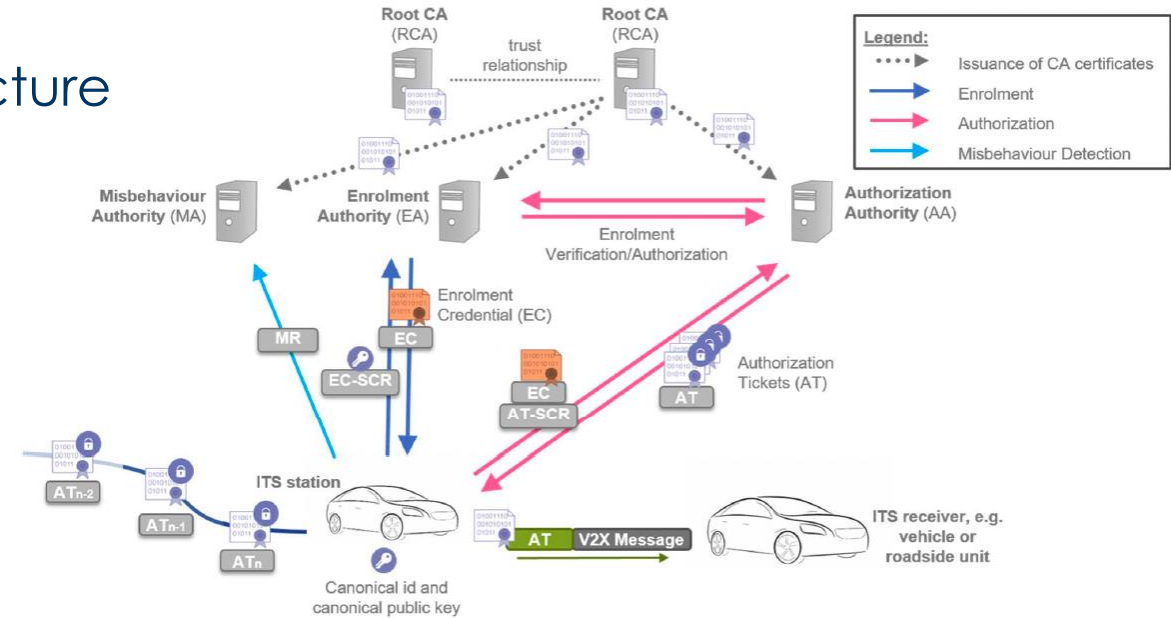 cture
Root CA
(RCA)
trust
relationship
Root CA
(RCA)
Legend:
Issuance of CA certificates
Enrolment
Authorization
Misbehaviour Detection
Misbehaviour
Authority (MA)
Enrolment
Authority (EA)
Authorization
Authority (AA)
Enrolment
Verification/Authorization
Enrolment
Credential (EC)
MR
EC
EC-SCR
EC
AT-SCR
Authorization
Tickets (AT)
AT
ATn-2
ATn-1
ATn
ITS station
AT
V2X Message
ITS receiver, e.g.
vehicle or
roadside unit
Canonical id and
canonical public key